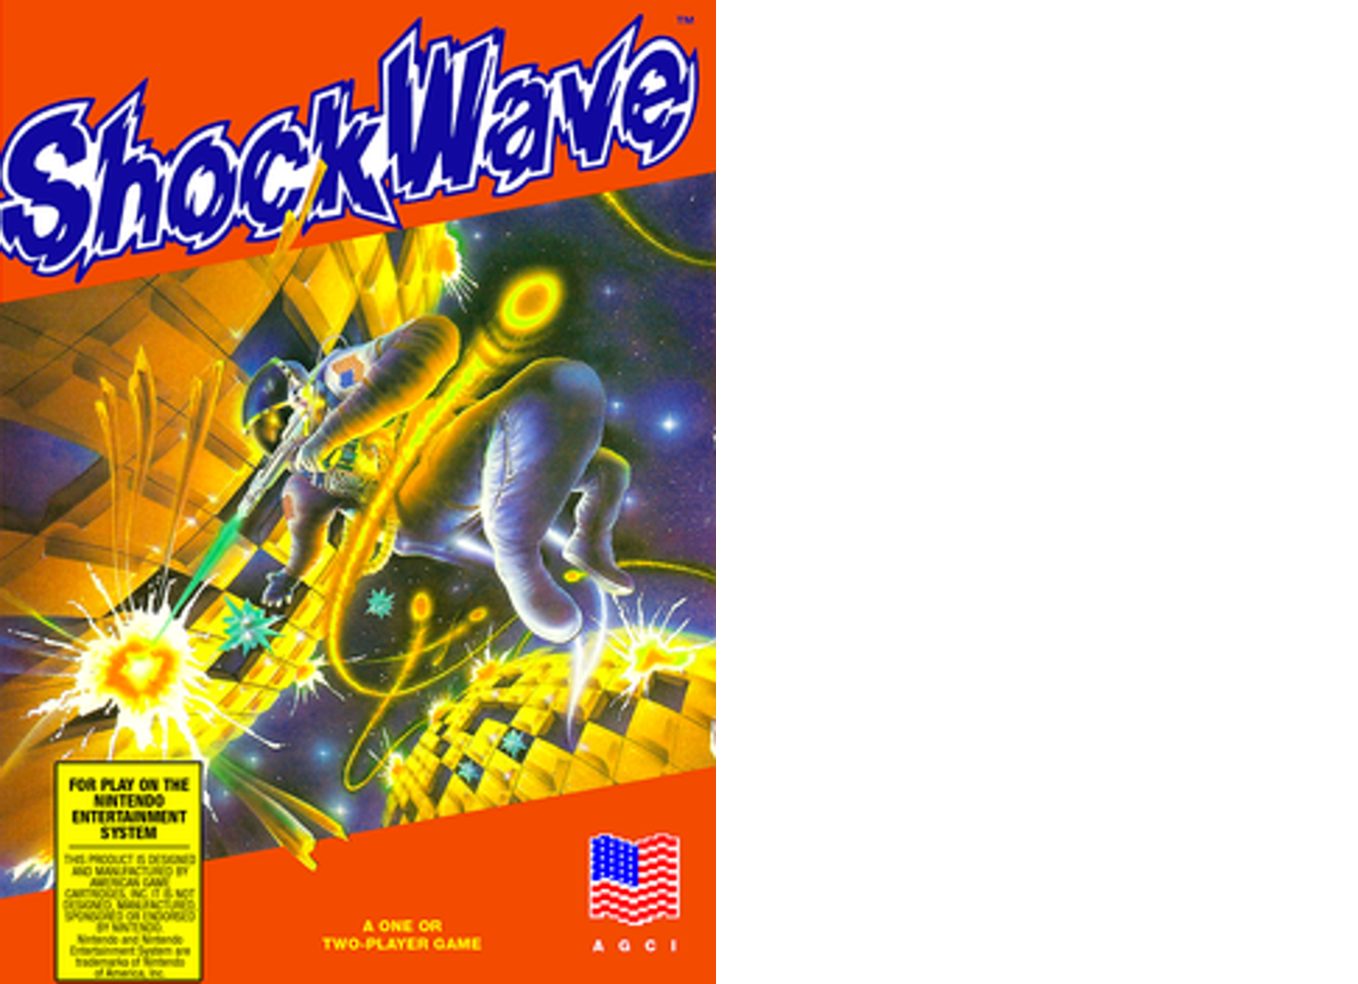 ShockWave™
FOR PLAY ON THE
NINTENDO
ENTERTAINMENT
SYSTEM
THIS PRODUCT IS DESIGNED
AND MANUFACTURED BY
AMERICAN GAME
CARTRIDGES, INC. IT IS NOT
DESIGNED, MANUFACTURED,
SPONSORED OR ENDORSED
BY NINTENDO.
Nintendo and Nintendo
Entertainment System are
trademarks of Nintendo
of America, Inc.
A ONE OR
TWO-PLAYER GAME
AGCI